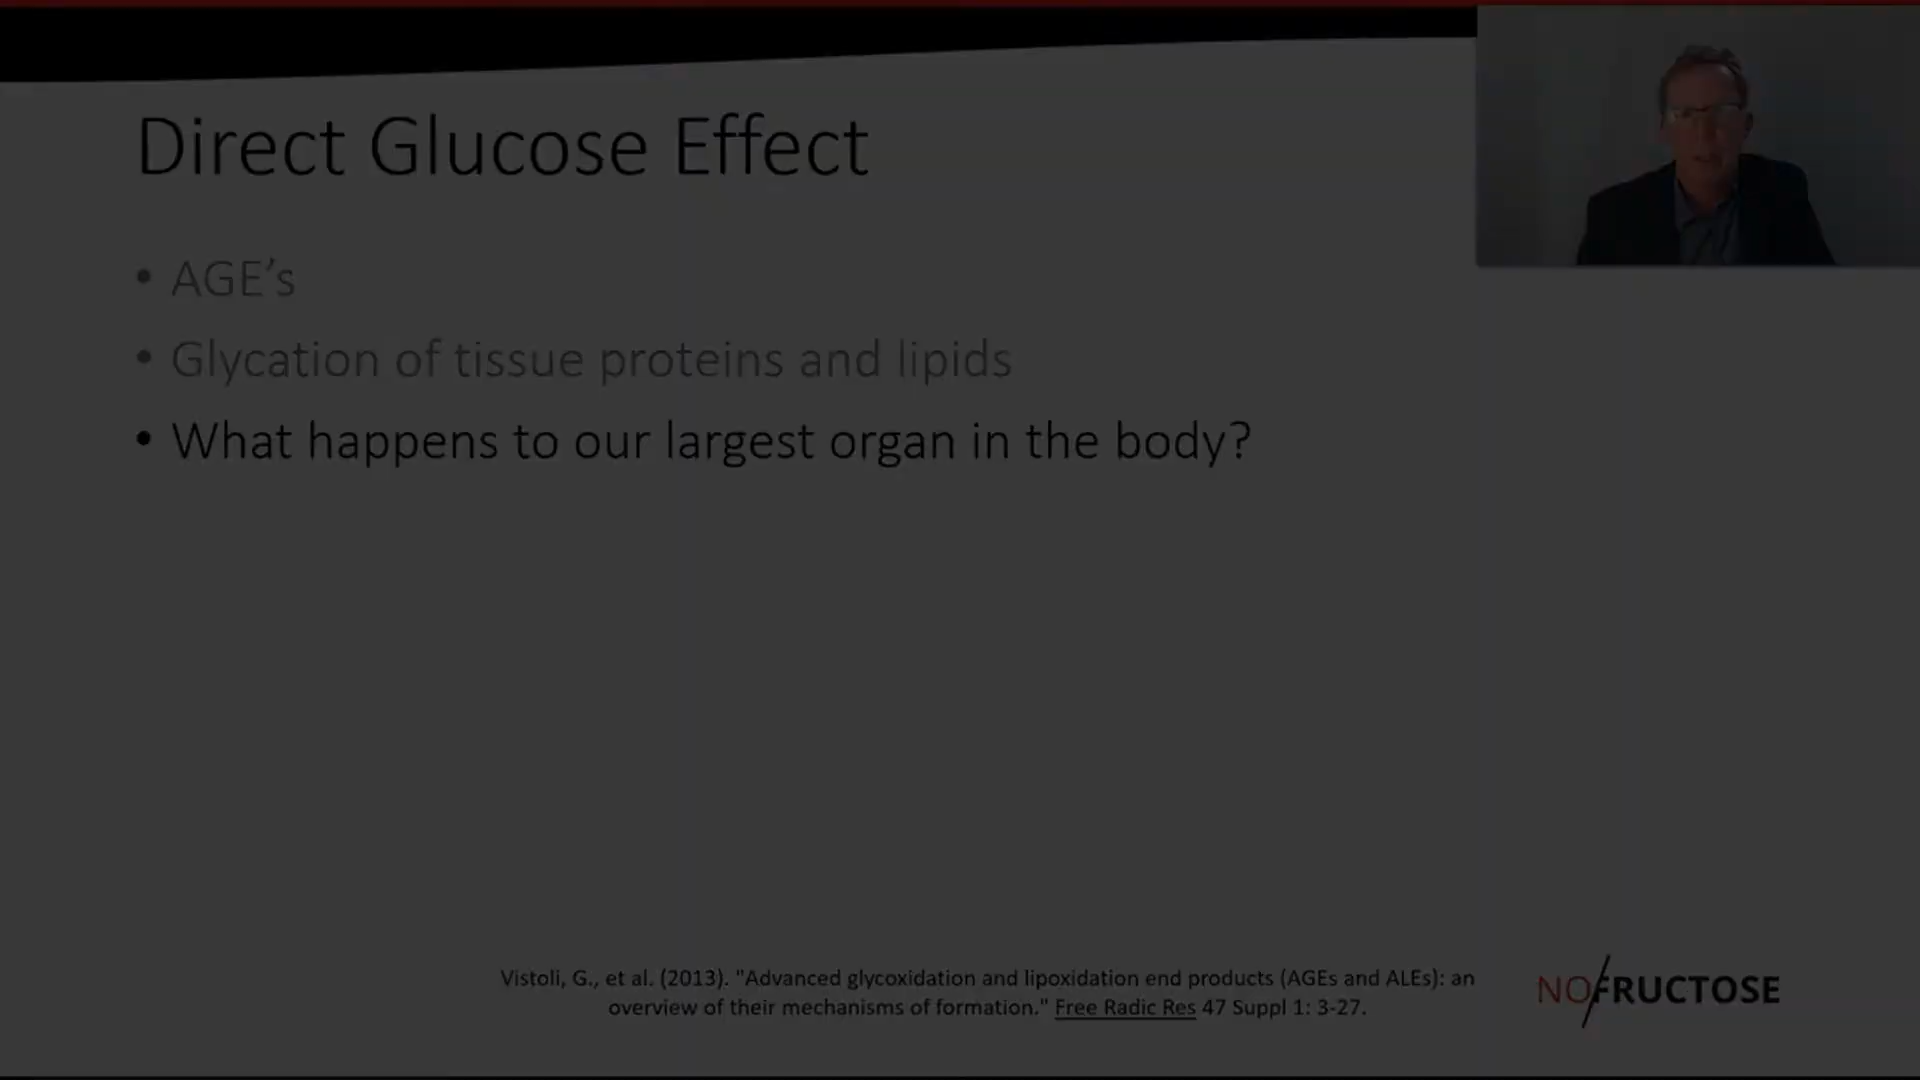 Direct Glucose Effect
• AGE’s
• Glycation of tissue proteins and lipids
• What happens to our largest organ in the body?
Vistoli, G., et al. (2013). "Advanced glycoxidation and lipoxidation end products (AGEs and ALEs): an
overview of their mechanisms of formation." Free Radic Res 47 Suppl 1: 3-27.
NOFRUCTOSE